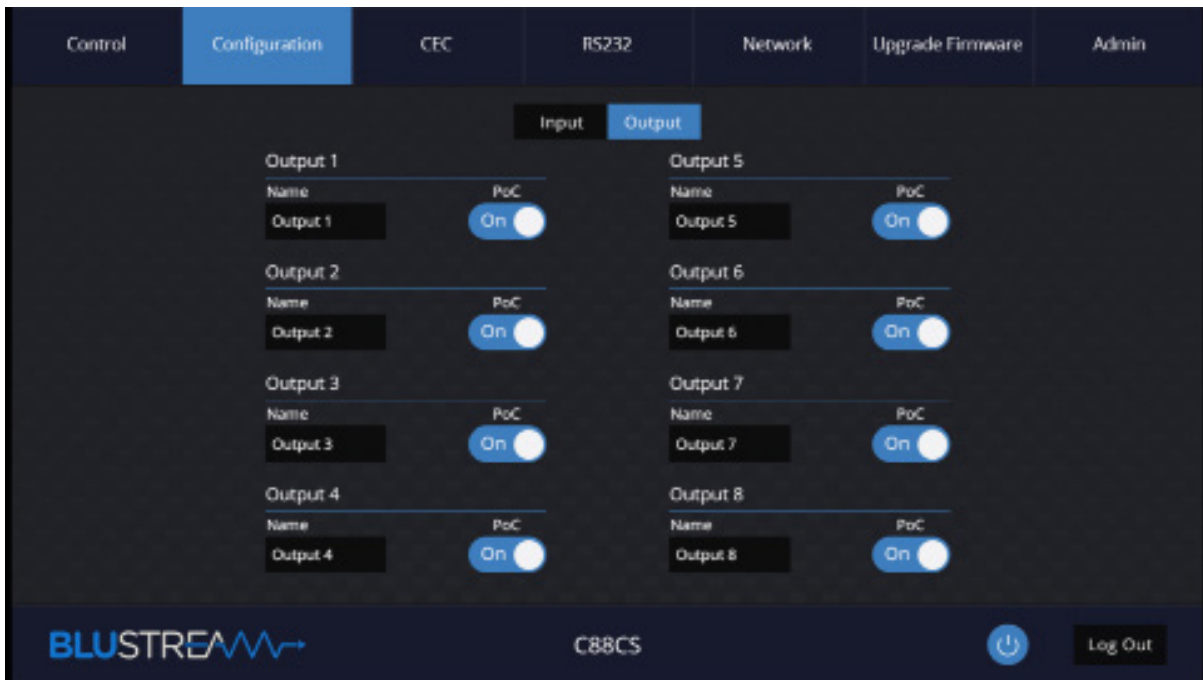 Control Configuration CEC RS232 Network Upgrade Firmware Admin
Input Output
Output 1
Name PoC
Output 1 On
Output 2
Name PoC
Output 2 On
Output 3
Name PoC
Output 3 On
Output 4
Name PoC
Output 4 On
Output 5
Name PoC
Output 5 On
Output 6
Name PoC
Output 6 On
Output 7
Name PoC
Output 7 On
Output 8
Name PoC
Output 8 On
BLUSTREAM C88CS Log Out